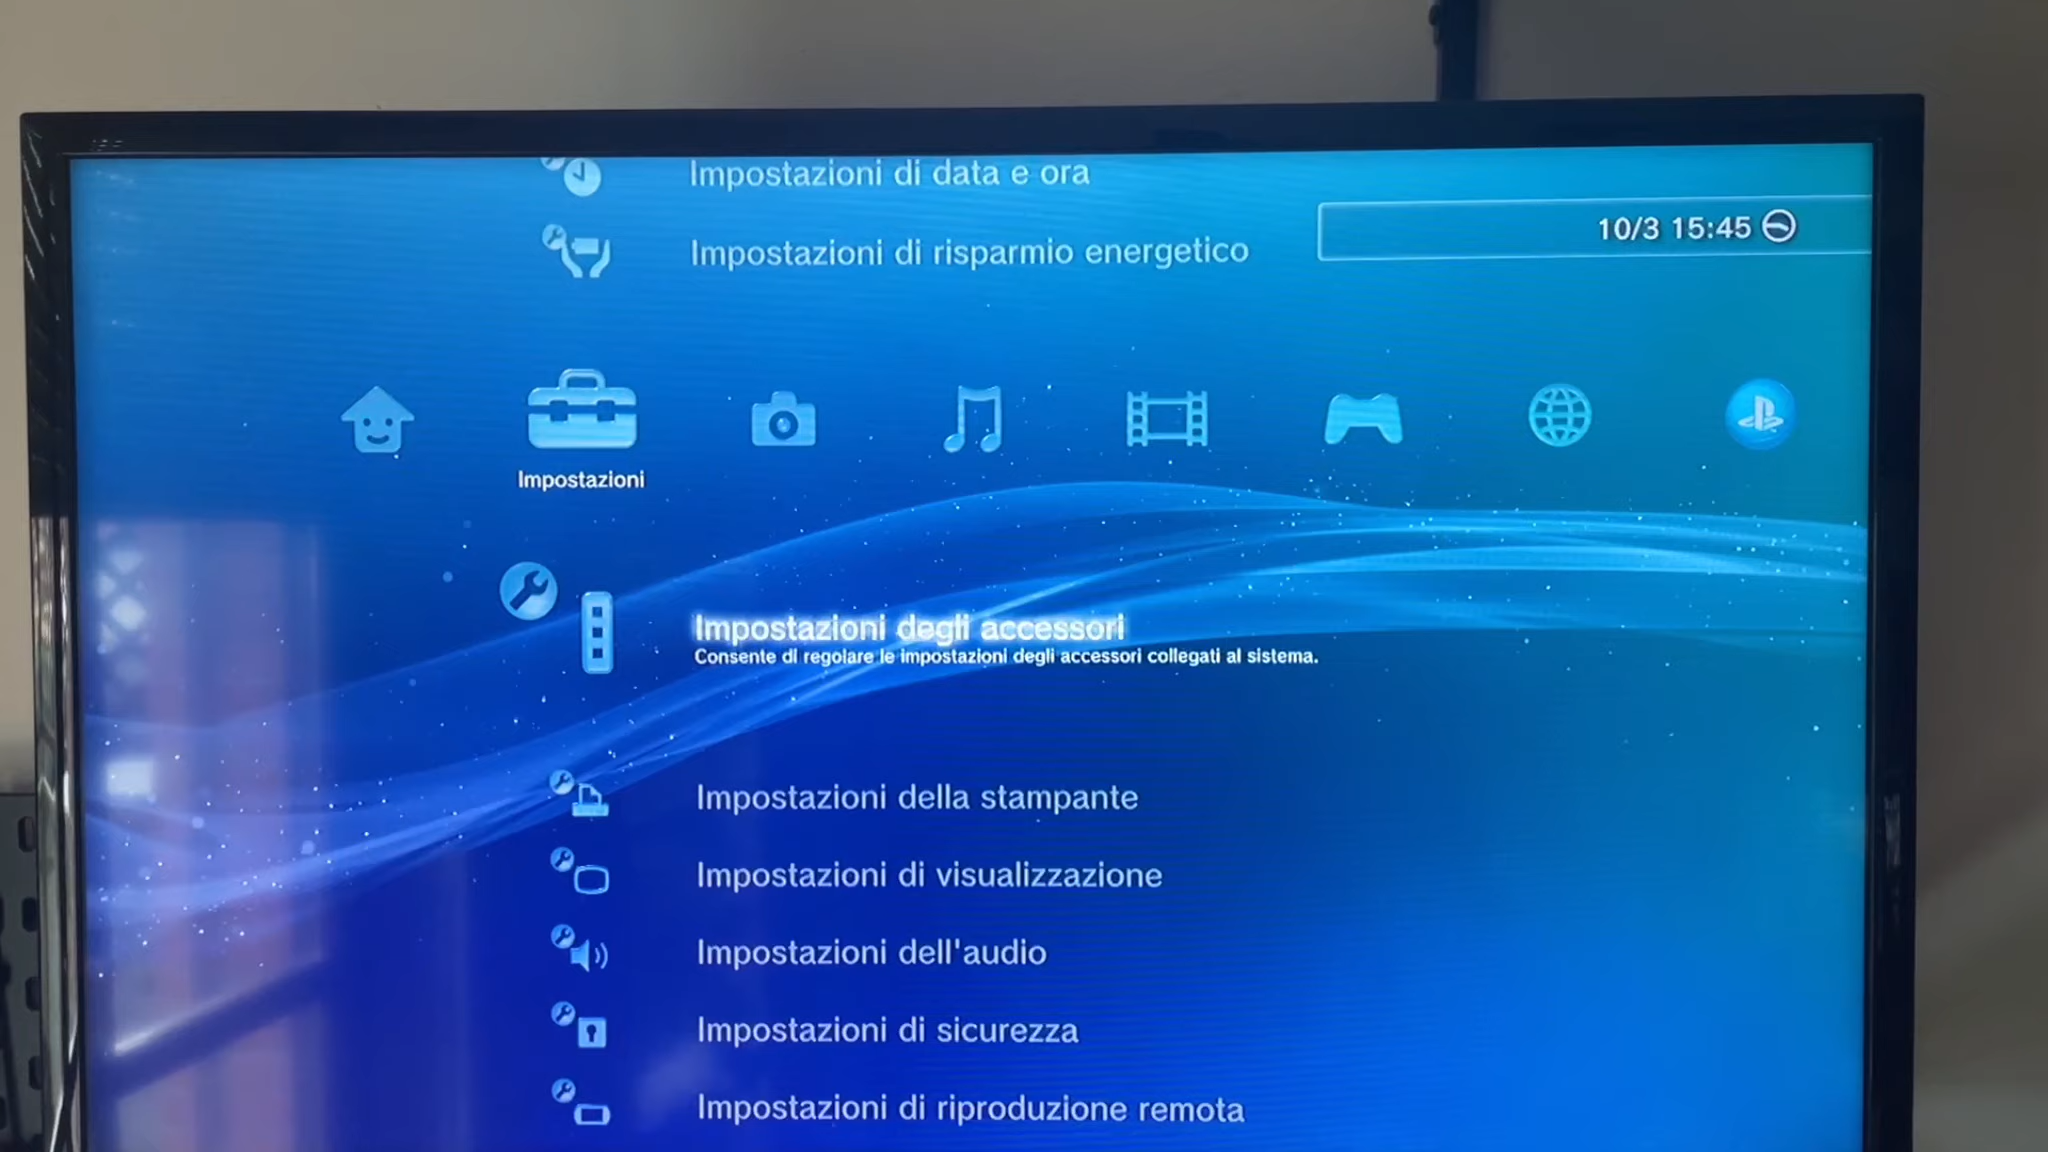 Impostazioni di data e ora
10/3 15:45
Impostazioni di risparmio energetico
Impostazioni
Impostazioni degli accessori
Consente di regolare le impostazioni degli accessori collegati al sistema.
Impostazioni della stampante
Impostazioni di visualizzazione
Impostazioni dell'audio
Impostazioni di sicurezza
Impostazioni di riproduzione remota